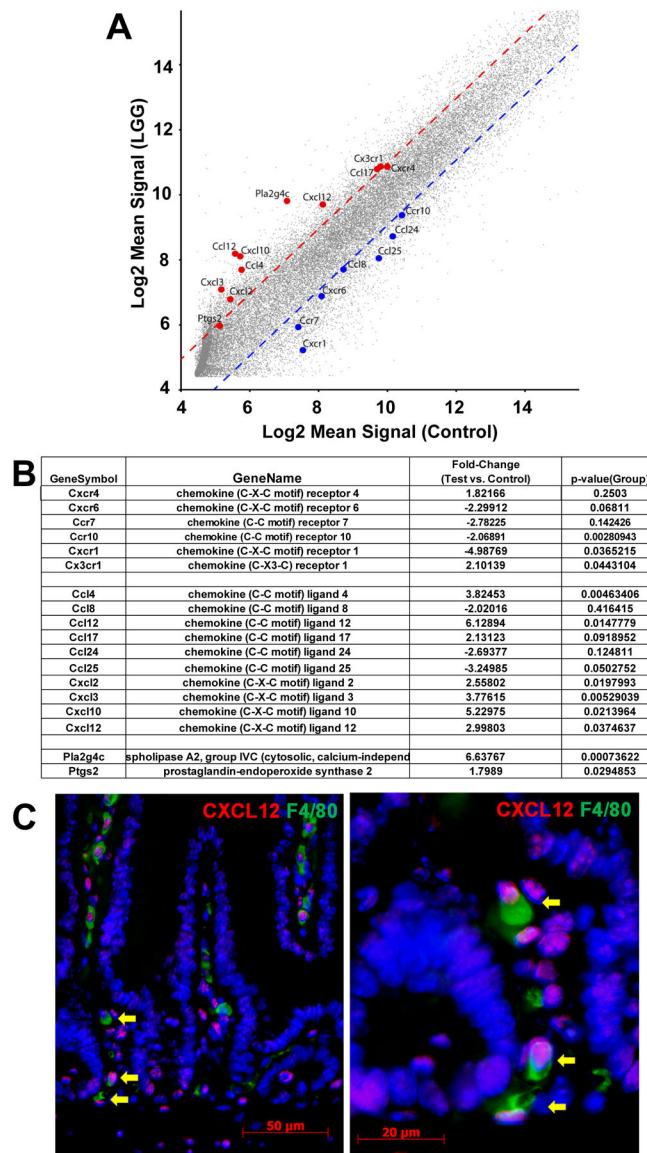 A
Log2 Mean Signal (LGG)
14
12
10
8
6
4
Cx3cr1
Ccl17
Cxcr4
Pla2g4c
Cxcl12
Ccr10
Ccl24
Ccl12
Cxcl10
Ccl25
Ccl4
Ccl8
Cxcl3
Cxcl2
Cxcr6
Ptgs2
Ccr7
Cxcr1
4 6 8 10 12 14
Log2 Mean Signal (Control)
B
GeneSymbol GeneName Fold-Change (Test vs. Control) p-value(Group)
Cxcr4 chemokine (C-X-C motif) receptor 4 1.82166 0.2503
Cxcr6 chemokine (C-X-C motif) receptor 6 -2.29912 0.06811
Ccr7 chemokine (C-C motif) receptor 7 -2.78225 0.142426
Ccr10 chemokine (C-C motif) receptor 10 -2.06891 0.00280943
Cxcr1 chemokine (C-X-C motif) receptor 1 -4.98769 0.0365215
Cx3cr1 chemokine (C-X3-C) receptor 1 2.10139 0.0443104
Ccl4 chemokine (C-C motif) ligand 4 3.82453 0.00463406
Ccl8 chemokine (C-C motif) ligand 8 -2.02016 0.416415
Ccl12 chemokine (C-C motif) ligand 12 6.12894 0.0147779
Ccl17 chemokine (C-C motif) ligand 17 2.13123 0.0918952
Ccl24 chemokine (C-C motif) ligand 24 -2.69377 0.124811
Ccl25 chemokine (C-C motif) ligand 25 -3.24985 0.0502752
Cxcl2 chemokine (C-X-C motif) ligand 2 2.55802 0.0197993
Cxcl3 chemokine (C-X-C motif) ligand 3 3.77615 0.00529039
Cxcl10 chemokine (C-X-C motif) ligand 10 5.22975 0.0213964
Cxcl12 chemokine (C-X-C motif) ligand 12 2.99803 0.0374637
Pla2g4c spholipase A2, group IVC (cytosolic, calcium-independ 6.63767 0.00073622
Ptgs2 prostaglandin-endoperoxide synthase 2 1.7989 0.0294853
C
CXCL12 F4/80
CXCL12 F4/80
50 µm
20 µm